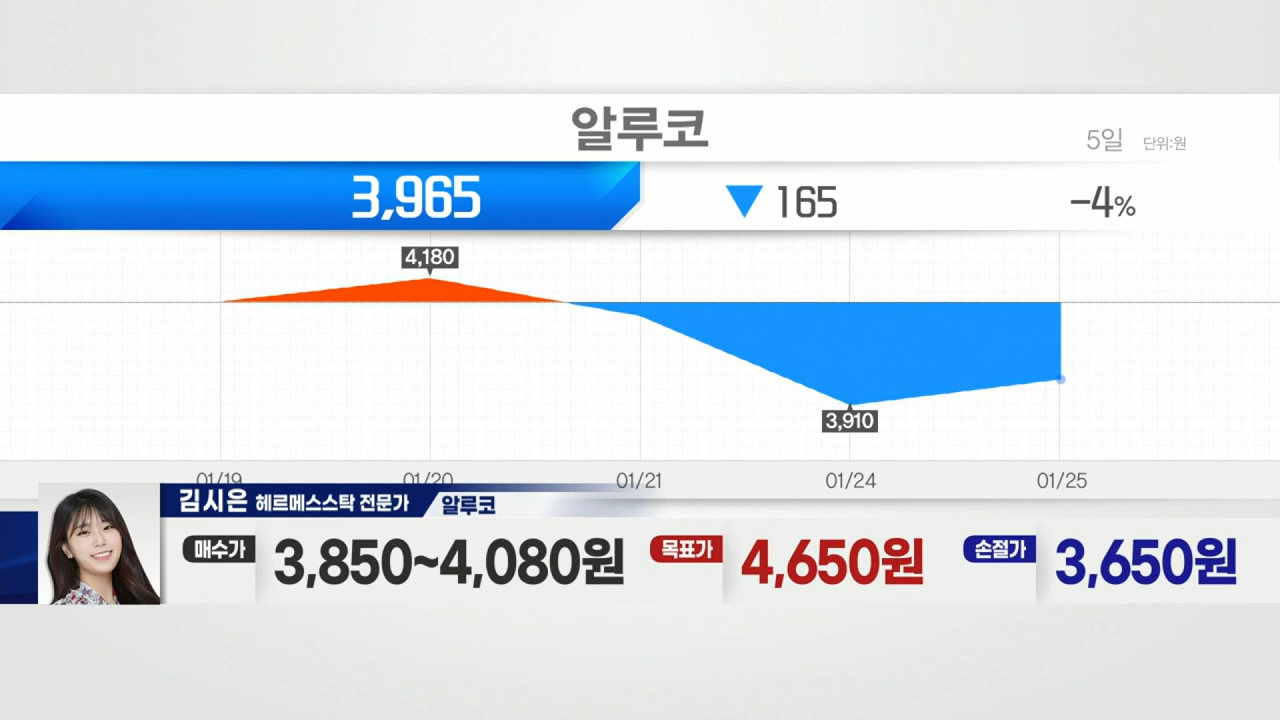 알루코
5일 단위:원
3,965 ▼165 -4%
4,180
3,910
01/19 01/20 01/21 01/24 01/25
김시은 헤르메스스탁 전문가 알루코
매수가 3,850~4,080원 목표가 4,650원 손절가 3,650원